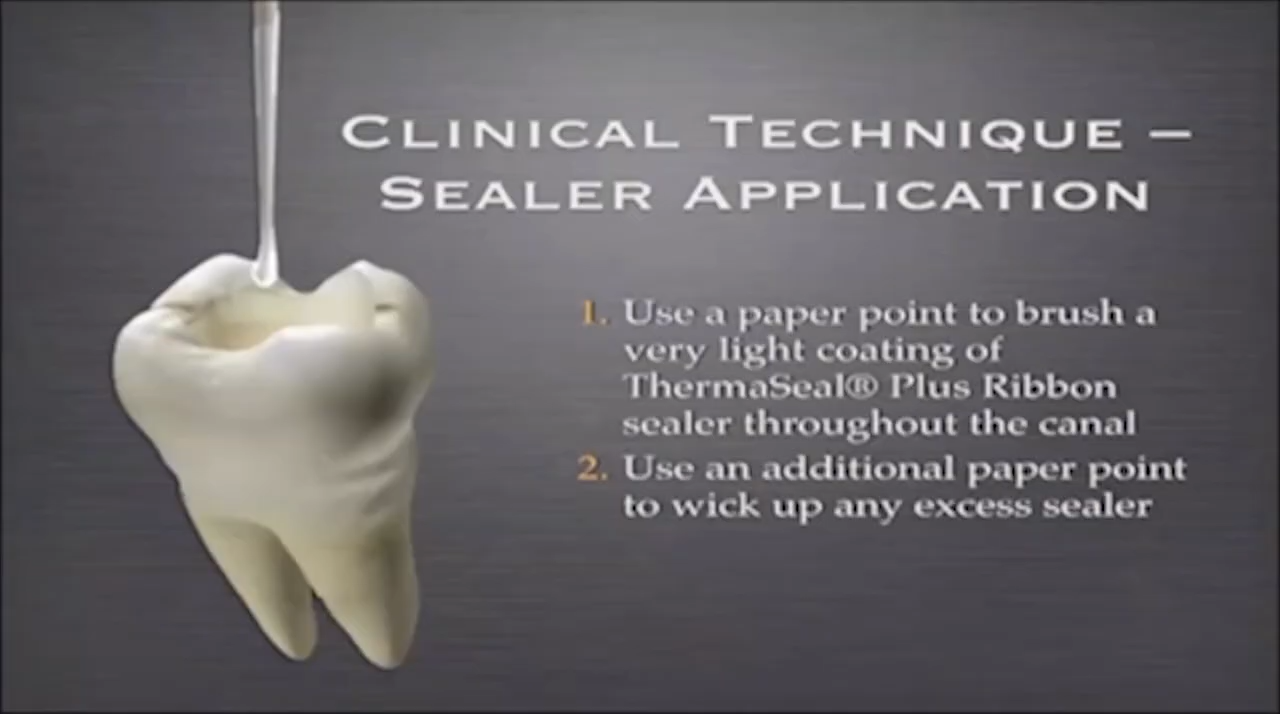 CLINICAL TECHNIQUE –
SEALER APPLICATION
1. Use a paper point to brush a
very light coating of
ThermaSeal® Plus Ribbon
sealer throughout the canal
2. Use an additional paper point
to wick up any excess sealer